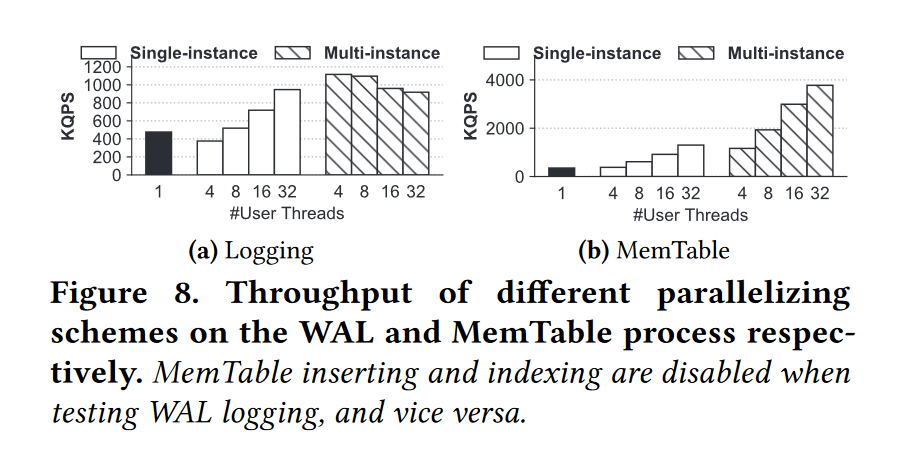 Single-instance Multi-instance
1200
1000
800
600
400
200
0
KQPS
1 4 8 16 32 4 8 16 32
#User Threads
(a) Logging
Single-instance Multi-instance
4000
2000
0
KQPS
1 4 8 16 32 4 8 16 32
#User Threads
(b) MemTable
Figure 8. Throughput of different parallelizing
schemes on the WAL and MemTable process respec-
tively. MemTable inserting and indexing are disabled when
testing WAL logging, and vice versa.